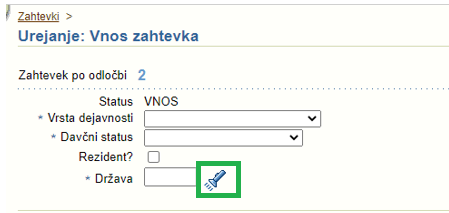 Zahtevki >
Urejanje: Vnos zahtevka
Zahtevek po odločbi 2
Status VNOS
* Vrsta dejavnosti
* Davčni status
Rezident?
* Država